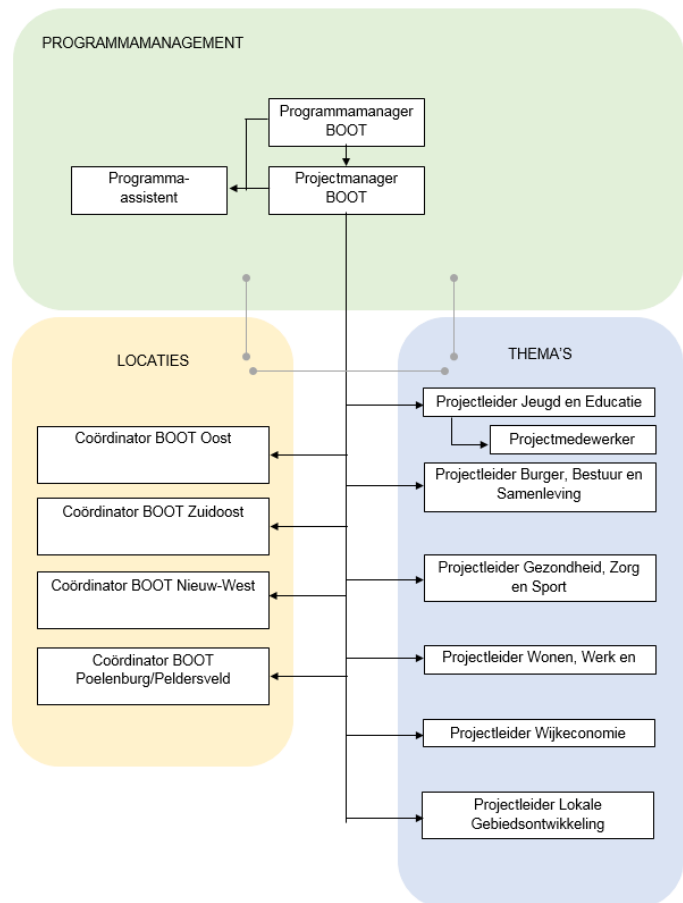 PROGRAMMAMANAGEMENT
Programmamanager
BOOT
Programma-
assistent
Projectmanager
BOOT
LOCATIES
Coördinator BOOT Oost
Coördinator BOOT Zuidoost
Coördinator BOOT Nieuw-West
Coördinator BOOT
Poelenburg/Peldersveld
THEMA'S
Projectleider Jeugd en Educatie
Projectmedewerker
Projectleider Burger, Bestuur en
Samenleving
Projectleider Gezondheid, Zorg
en Sport
Projectleider Wonen, Werk en
Projectleider Wijkeconomie
Projectleider Lokale
Gebiedsontwikkeling